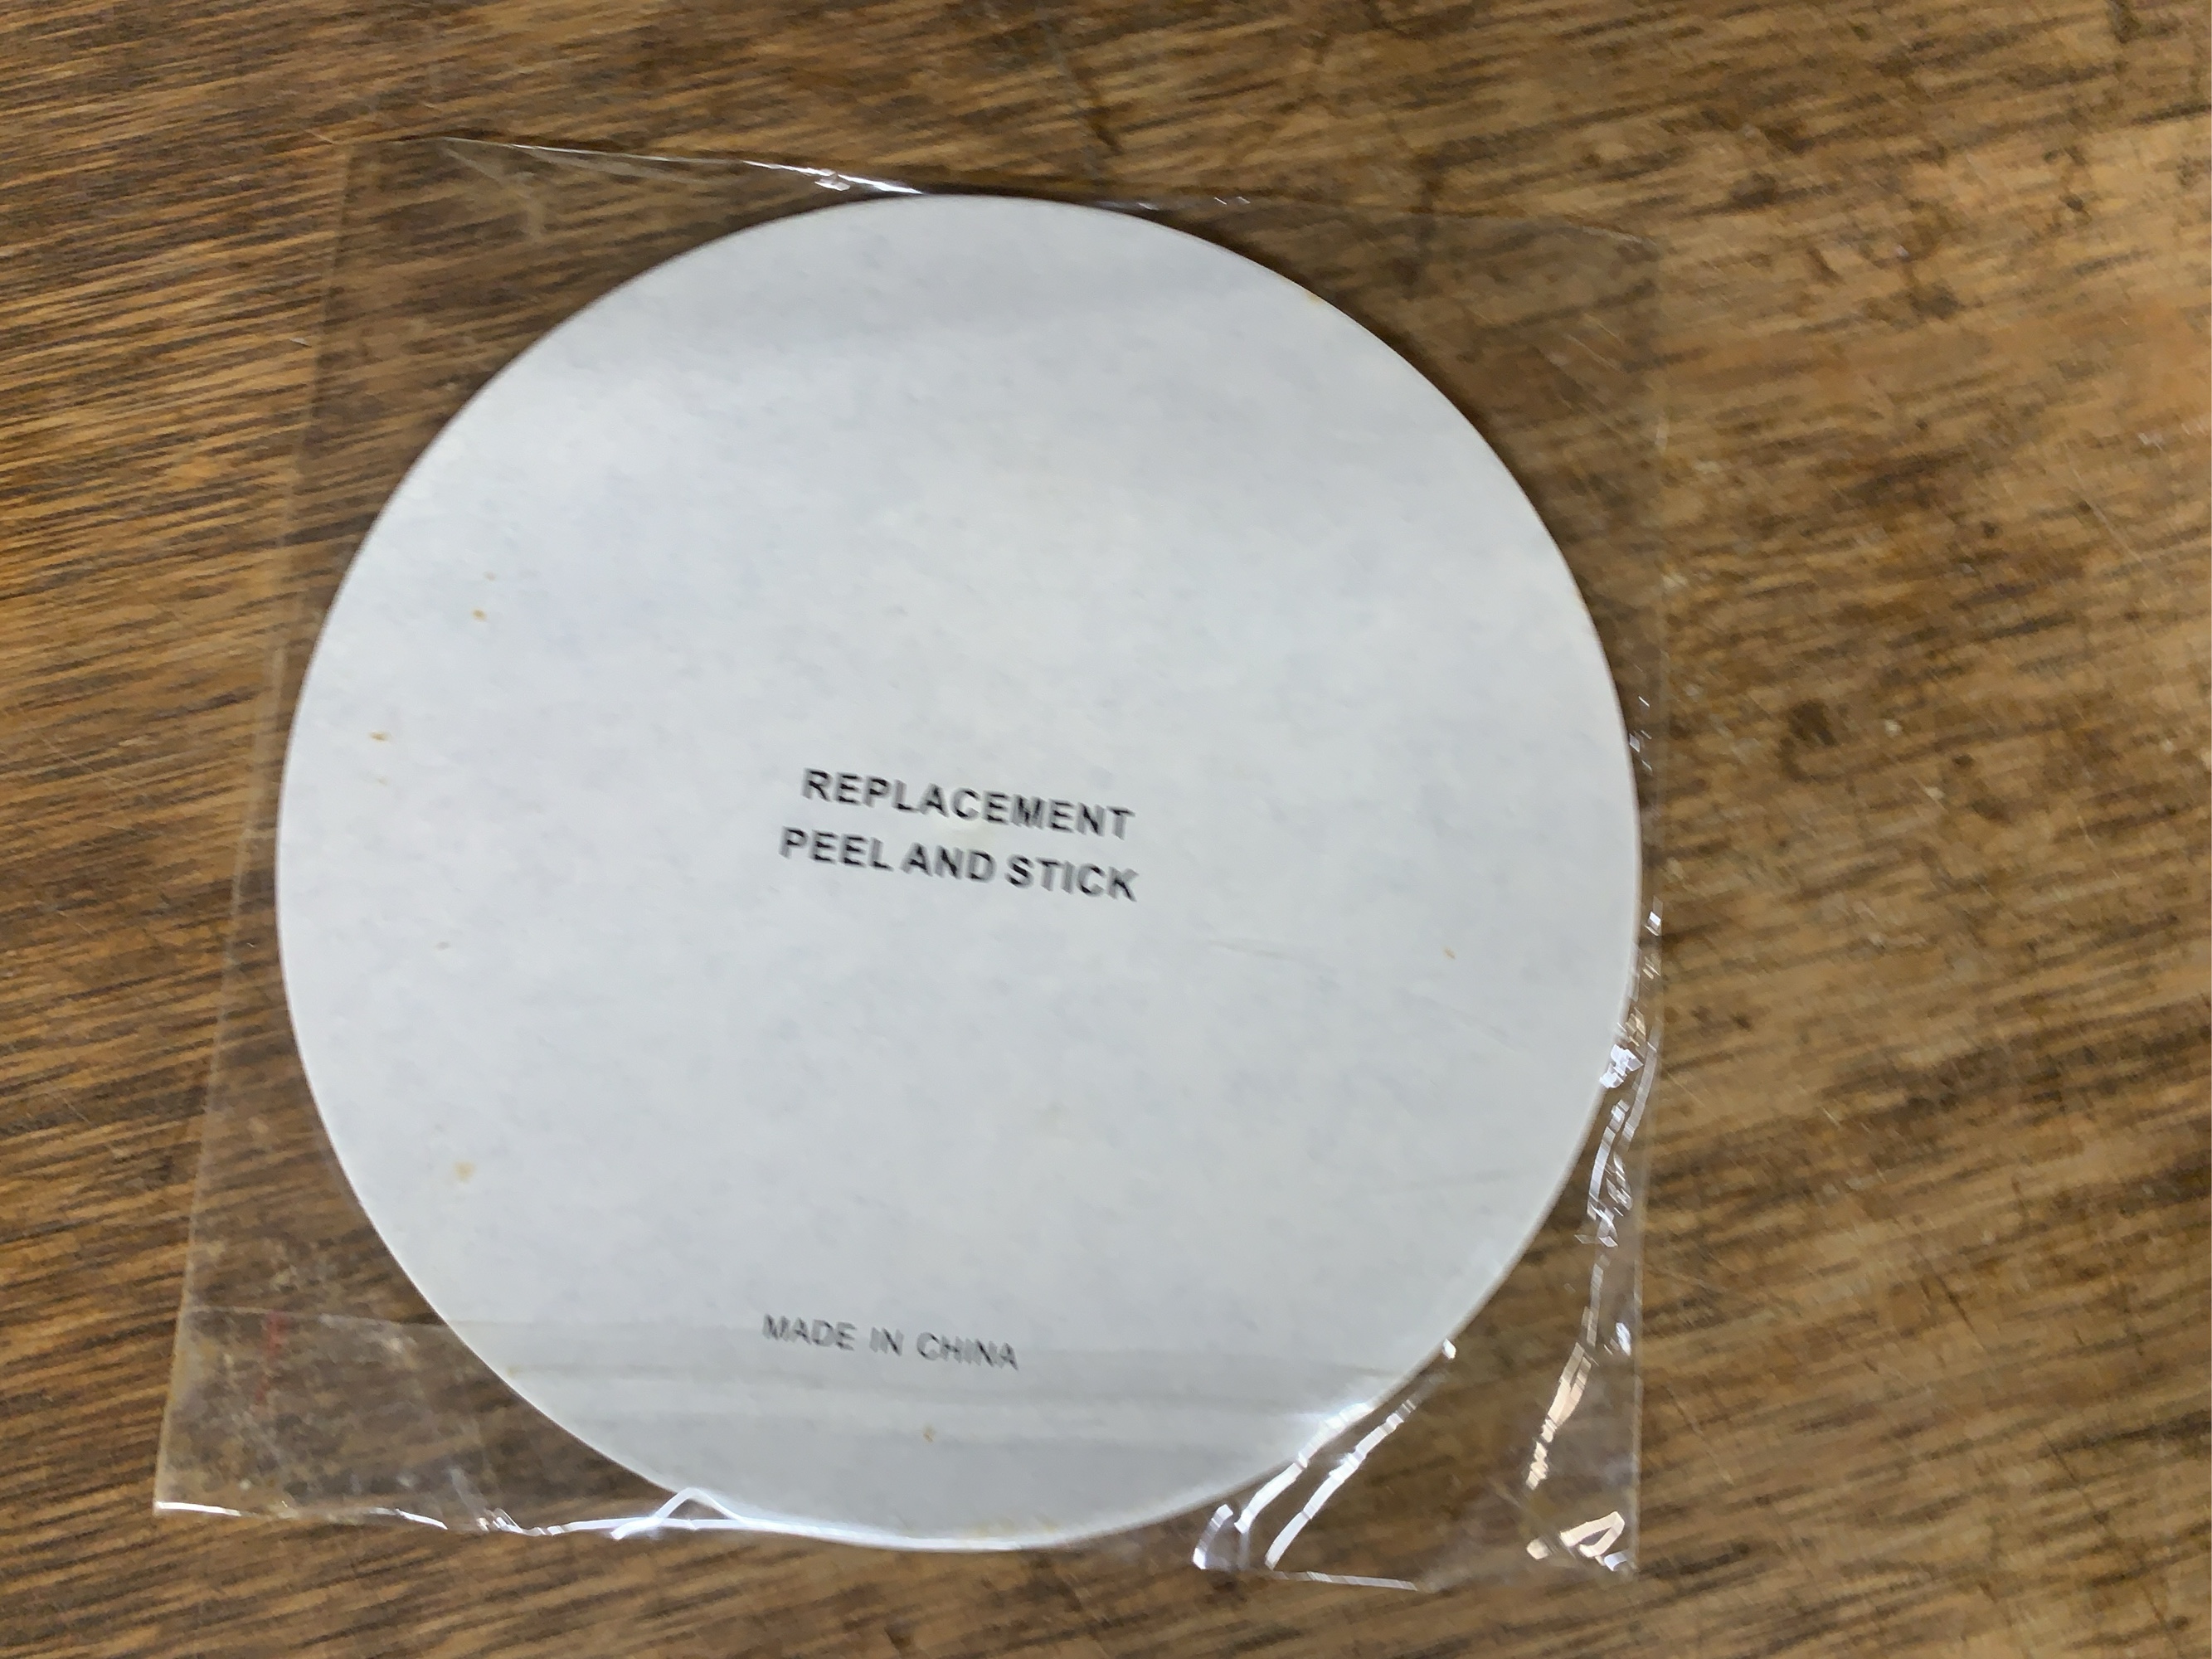 REPLACEMENT
PEEL AND STICK
MADE IN CHINA